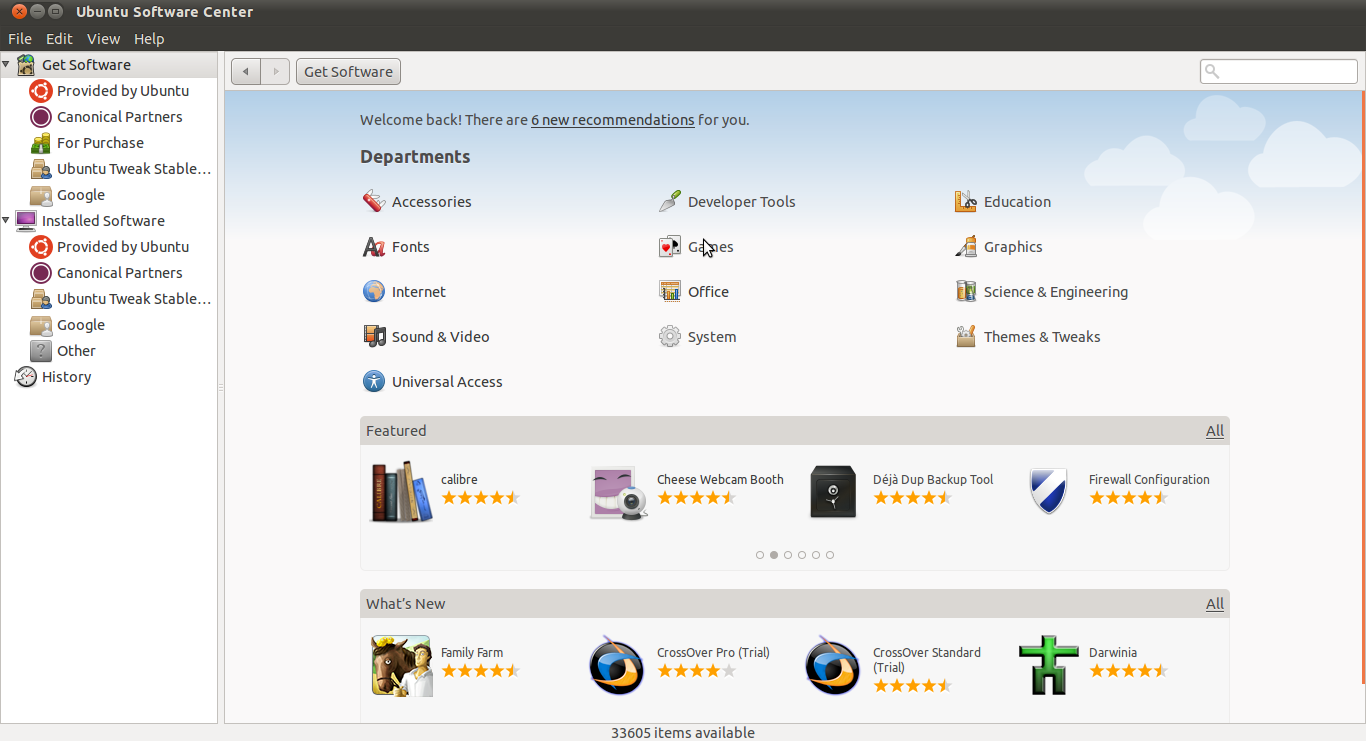 Ubuntu Software Center
File Edit View Help
Get Software
Provided by Ubuntu
Canonical Partners
For Purchase
Ubuntu Tweak Stable...
Google
Installed Software
Provided by Ubuntu
Canonical Partners
Ubuntu Tweak Stable...
Google
Other
History
Get Software
Welcome back! There are 6 new recommendations for you.
Departments
Accessories Developer Tools Education
Fonts Games Graphics
Internet Office Science & Engineering
Sound & Video System Themes & Tweaks
Universal Access
Featured All
CALIBRE
calibre Cheese Webcam Booth Déjà Dup Backup Tool Firewall Configuration
What's New All
Family Farm CrossOver Pro (Trial) CrossOver Standard (Trial) Darwinia
33605 items available